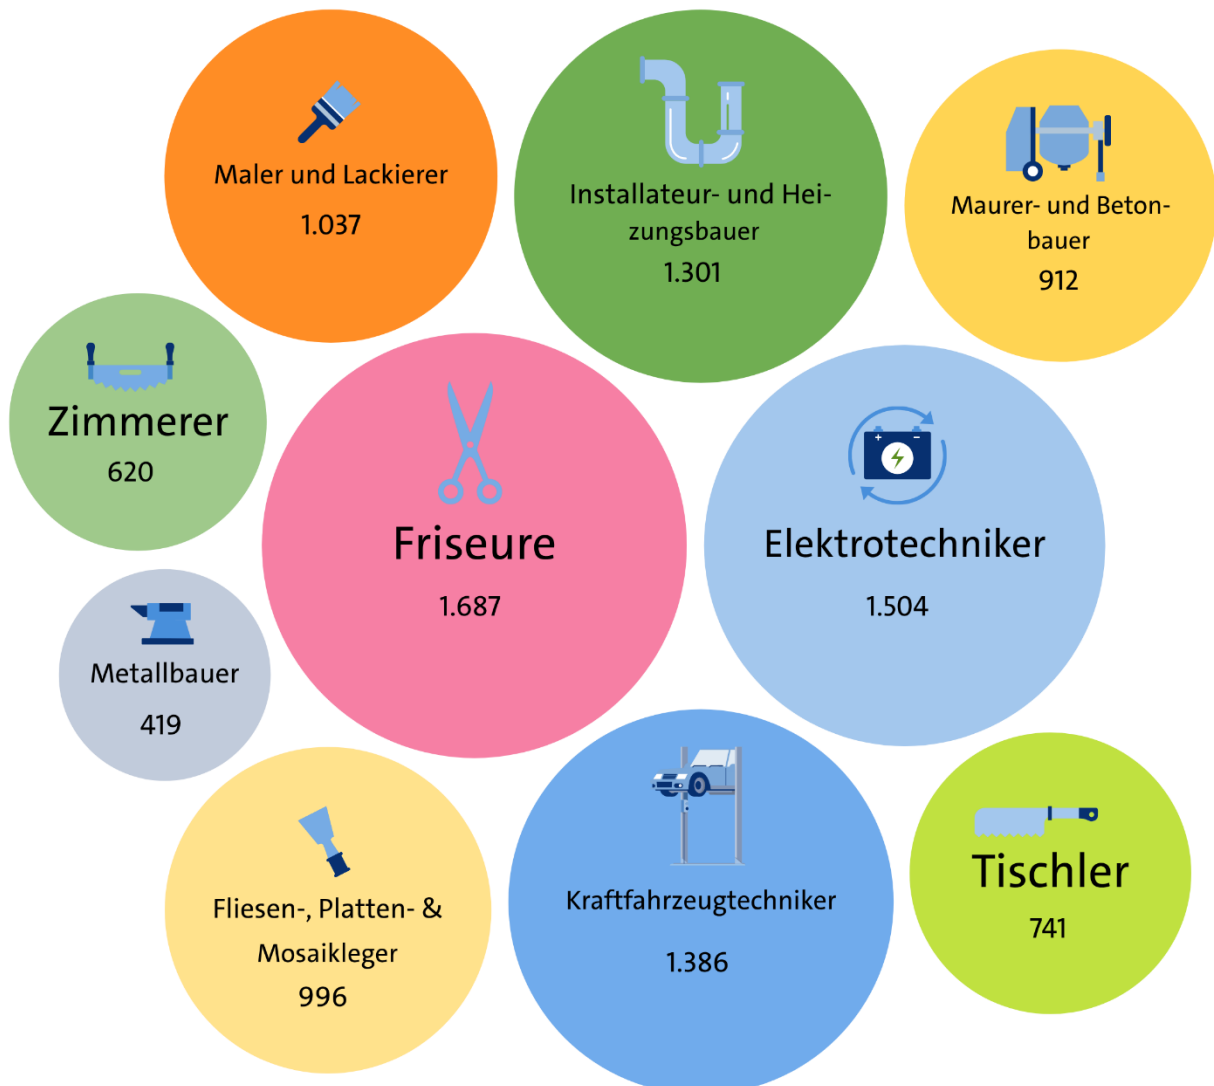 Maler und Lackierer
1.037
Installateur- und Hei-
zungsbauer
1.301
Maurer- und Beton-
bauer
912
Zimmerer
620
Friseure
1.687
Elektrotechniker
1.504
Metallbauer
419
Fliesen-, Platten- &
Mosaikleger
996
Kraftfahrzeugtechniker
1.386
Tischler
741